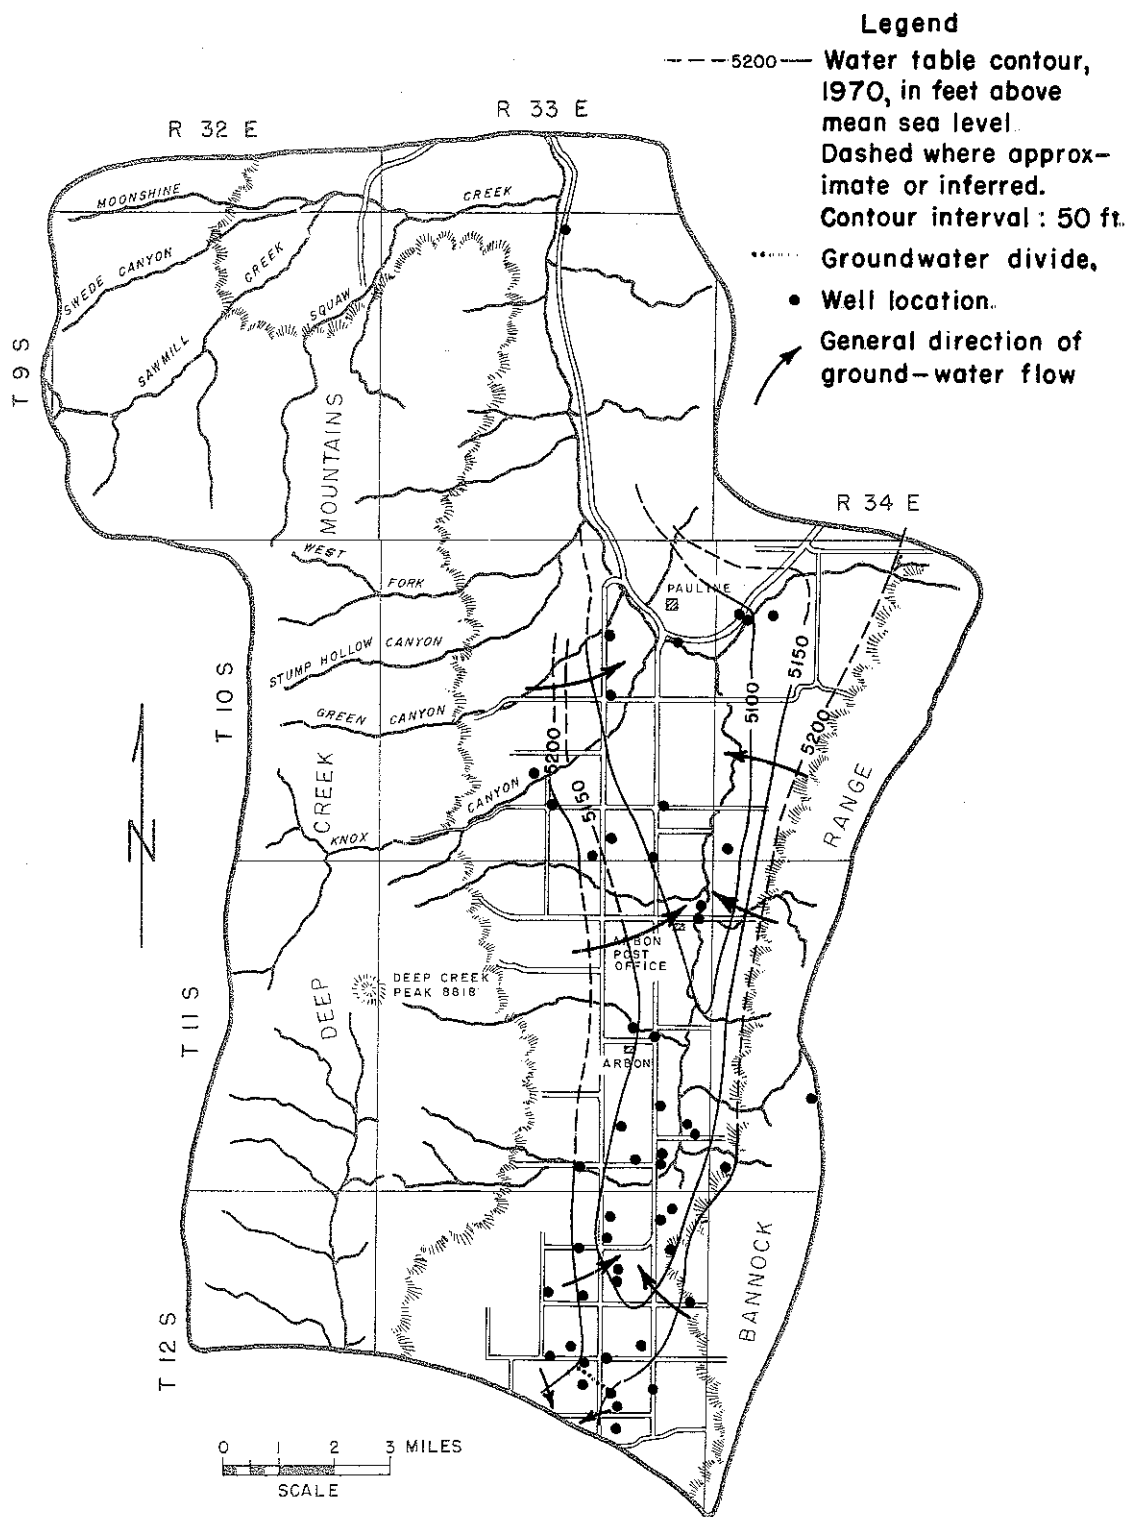 Legend
5200 Water table contour,
1970, in feet above
mean sea level.
Dashed where approx-
imate or inferred.
Contour interval : 50 ft.
Groundwater divide.
Well location.
General direction of
ground-water flow
R 32 E
R 33 E
MOONSHINE
CREEK
SWEDE CANYON
CREEK
SAWMILL
SQUAW
T 9 S
MOUNTAINS
R 34 E
WEST
FORK
PAULINE
STUMP HOLLOW CANYON
T 10 S
GREEN CANYON
5150
5100
5200
5200
5150
CREEK
KNOX
CANYON
RANGE
N
ARBON
POST
OFFICE
DEEP CREEK
PEAK 8818'
DEEP
T 11 S
ARBON
BANNOCK
T 12 S
0 1 2 3 MILES
SCALE